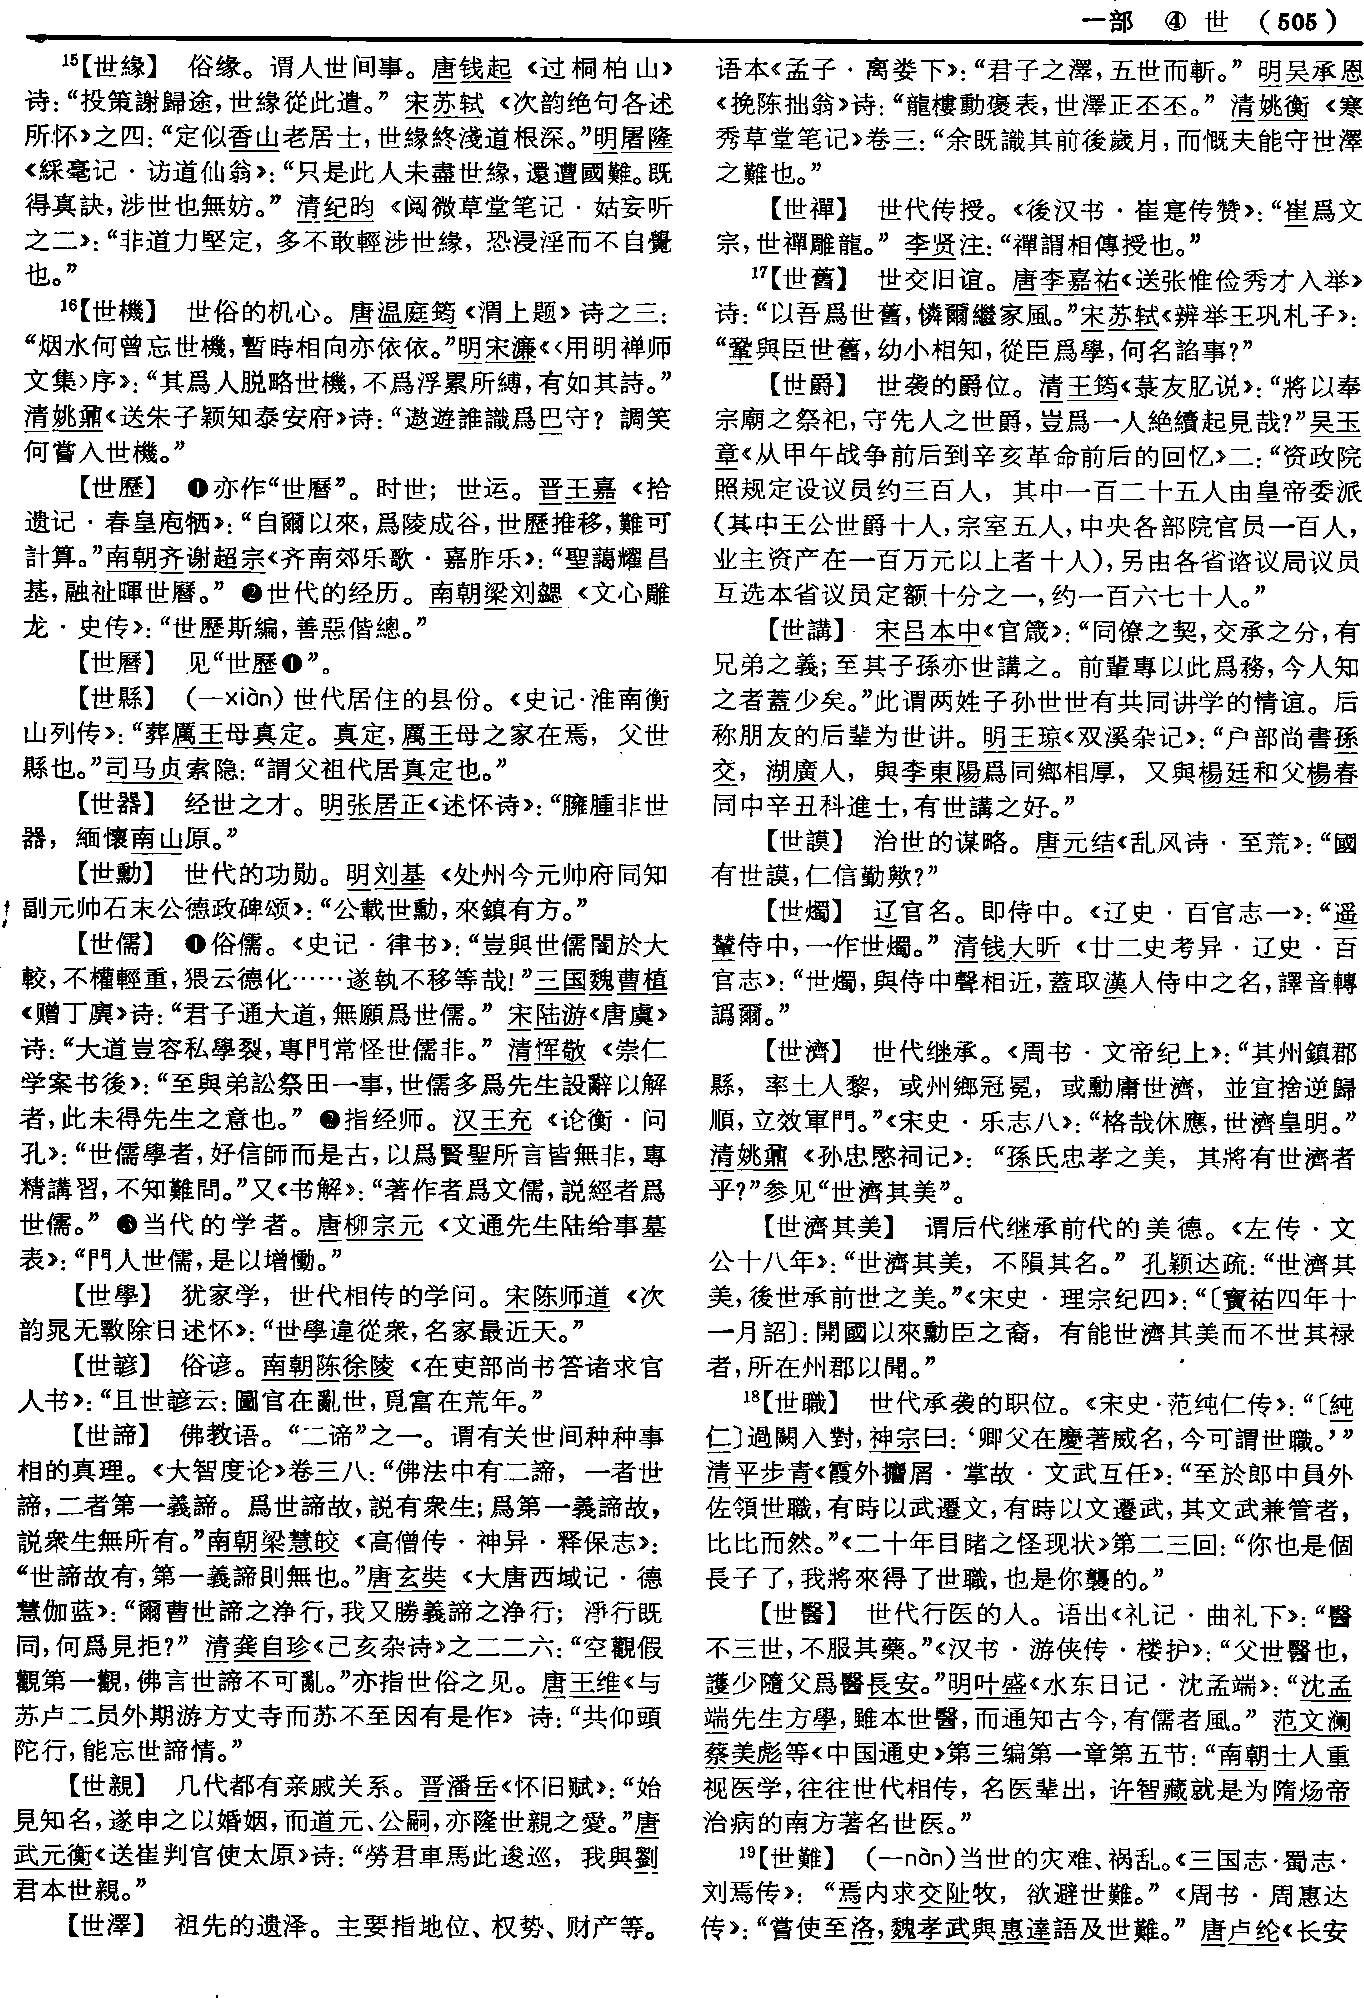 一部　④　世　（505）
15【世緣】　俗缘。谓人世间事。唐钱起《过桐柏山》
诗：“投策謝歸途，世緣從此遣。”宋苏轼《次韵绝句各述
所怀》之四：“定似香山老居士，世緣終淺道根深。”明屠隆
《綵毫记·访道仙翁》：“只是此人未盡世緣，還遭國難。既
得真訣，涉世也無妨。”清纪昀《阅微草堂笔记·姑妄听
之二》：“非道力堅定，多不敢輕涉世緣，恐浸淫而不自覺
也。”
16【世機】　世俗的机心。唐温庭筠《渭上题》诗之三：
“烟水何曾忘世機，暫時相向亦依依。”明宋濂《〈用明禅师
文集〉序》：“其爲人脱略世機，不爲浮累所縛，有如其詩。”
清姚鼐《送朱子颖知泰安府》诗：“遨遊誰識爲巴守？調笑
何嘗入世機。”
【世歷】　❶亦作“世曆”。时世；世运。晋王嘉《拾
遗记·春皇庖牺》：“自爾以來，爲陵成谷，世歷推移，難可
計算。”南朝齐谢超宗《齐南郊乐歌·嘉胙乐》：“聖藹耀昌
基，融祉暉世曆。”❷世代的经历。南朝梁刘勰《文心雕
龙·史传》：“世歷斯編，善惡偕總。”
【世曆】　见“世歷❶”。
【世縣】　（—xiàn）世代居住的县份。《史记·淮南衡
山列传》：“葬厲王母真定。真定，厲王母之家在焉，父世
縣也。”司马贞索隐：“謂父祖代居真定也。”
【世器】　经世之才。明张居正《述怀诗》：“臃腫非世
器，緬懷南山原。”
【世勳】　世代的功勋。明刘基《处州今元帅府同知
副元帅石末公德政碑颂》：“公載世勳，來鎮有方。”
【世儒】　❶俗儒。《史记·律书》：“豈與世儒闇於大
較，不權輕重，猥云德化……遂執不移等哉！”三国魏曹植
《赠丁廙》诗：“君子通大道，無願爲世儒。”宋陆游《唐虞》
诗：“大道豈容私學裂，專門常怪世儒非。”清恽敬《崇仁
学案书後》：“至與弟訟祭田一事，世儒多爲先生設辭以解
者，此未得先生之意也。”❷指经师。汉王充《论衡·问
孔》：“世儒學者，好信師而是古，以爲賢聖所言皆無非，專
精講習，不知難問。”又《书解》：“著作者爲文儒，説經者爲
世儒。”❸当代的学者。唐柳宗元《文通先生陆给事墓
表》：“門人世儒，是以增慟。”
【世學】　犹家学，世代相传的学问。宋陈师道《次
韵晁无斁除日述怀》：“世學違從衆，名家最近天。”
【世諺】　俗谚。南朝陈徐陵《在吏部尚书答诸求官
人书》：“且世諺云：圖官在亂世，覓富在荒年。”
【世諦】　佛教语。“二谛”之一。谓有关世间种种事
相的真理。《大智度论》卷三八：“佛法中有二諦，一者世
諦，二者第一義諦。爲世諦故，説有衆生；爲第一義諦故，
説衆生無所有。”南朝梁慧皎《高僧传·神异·释保志》：
“世諦故有，第一義諦則無也。”唐玄奘《大唐西域记·德
慧伽蓝》：“爾曹世諦之净行，我又勝義諦之净行；淨行既
同，何爲見拒？”清龚自珍《己亥杂诗》之二二六：“空觀假
觀第一觀，佛言世諦不可亂。”亦指世俗之见。唐王维《与
苏卢二员外期游方丈寺而苏不至因有是作》诗：“共仰頭
陀行，能忘世諦情。”
【世親】　几代都有亲戚关系。晋潘岳《怀旧赋》：“始
見知名，遂申之以婚姻，而道元、公嗣，亦隆世親之愛。”唐
武元衡《送崔判官使太原》诗：“勞君車馬此逡巡，我與劉
君本世親。”
【世澤】　祖先的遗泽。主要指地位、权势、财产等。
语本《孟子·离娄下》：“君子之澤，五世而斬。”明吴承恩
《挽陈拙翁》诗：“龍樓動褒表，世澤正丕丕。”清姚衡《寒
秀草堂笔记》卷三：“余既識其前後歲月，而慨夫能守世澤
之難也。”
【世禪】　世代传授。《後汉书·崔寔传赞》：“崔爲文
宗，世禪雕龍。”李贤注：“禪謂相傳授也。”
17【世舊】　世交旧谊。唐李嘉祐《送张惟俭秀才入举》
诗：“以吾爲世舊，憐爾繼家風。”宋苏轼《辨举王巩札子》：
“鞏與臣世舊，幼小相知，從臣爲學，何名諂事？”
【世爵】　世袭的爵位。清王筠《菉友肊说》：“將以奉
宗廟之祭祀，守先人之世爵，豈爲一人絶續起見哉？”吴玉
章《从甲午战争前后到辛亥革命前后的回忆》二：“资政院
照规定设议员约三百人，其中一百二十五人由皇帝委派
（其中王公世爵十人，宗室五人，中央各部院官员一百人，
业主资产在一百万元以上者十人），另由各省谘议局议员
互选本省议员定额十分之一，约一百六七十人。”
【世講】　宋吕本中《官箴》：“同僚之契，交承之分，有
兄弟之義；至其子孫亦世講之。前輩專以此爲務，今人知
之者蓋少矣。”此谓两姓子孙世世有共同讲学的情谊。后
称朋友的后辈为世讲。明王琼《双溪杂记》：“户部尚書孫
交，湖廣人，與李東陽爲同鄉相厚，又與楊廷和父楊春
同中辛丑科進士，有世講之好。”
【世謨】　治世的谋略。唐元结《乱风诗·至荒》：“國
有世謨，仁信勤歟？”
【世燭】　辽官名。即侍中。《辽史·百官志一》：“遥
輦侍中，一作世燭。”清钱大昕《廿二史考异·辽史·百
官志》：“世燭，與侍中聲相近，蓋取漢人侍中之名，譯音轉
譌爾。”
【世濟】　世代继承。《周书·文帝纪上》：“其州鎮郡
縣，率土人黎，或州鄉冠冕，或勳庸世濟，並宜捨逆歸
順，立效軍門。”《宋史·乐志八》：“格哉休應，世濟皇明。”
清姚鼐《孙忠愍祠记》：“孫氏忠孝之美，其將有世濟者
乎？”参见“世濟其美”。
【世濟其美】　谓后代继承前代的美德。《左传·文
公十八年》：“世濟其美，不隕其名。”孔颖达疏：“世濟其
美，後世承前世之美。”《宋史·理宗纪四》：“〔寶祐四年十
一月詔〕：開國以來勳臣之裔，有能世濟其美而不世其禄
者，所在州郡以聞。”
18【世職】　世代承袭的职位。《宋史·范纯仁传》：“〔純
仁〕過闕入對，神宗曰：‘卿父在慶著威名，今可謂世職。’”
清平步青《霞外攟屑·掌故·文武互任》：“至於郎中員外
佐領世職，有時以武遷文，有時以文遷武，其文武兼管者，
比比而然。”《二十年目睹之怪现状》第二三回：“你也是個
長子了，我將來得了世職，也是你襲的。”
【世醫】　世代行医的人。语出《礼记·曲礼下》：“醫
不三世，不服其藥。”《汉书·游侠传·楼护》：“父世醫也，
護少隨父爲醫長安。”明叶盛《水东日记·沈孟端》：“沈孟
端先生方學，雖本世醫，而通知古今，有儒者風。”范文澜
蔡美彪等《中国通史》第三编第一章第五节：“南朝士人重
视医学，往往世代相传，名医辈出，许智藏就是为隋炀帝
治病的南方著名世医。”
19【世難】　（—nàn）当世的灾难、祸乱。《三国志·蜀志·
刘焉传》：“焉内求交阯牧，欲避世難。”《周书·周惠达
传》：“嘗使至洛，魏孝武與惠達語及世難。”唐卢纶《长安